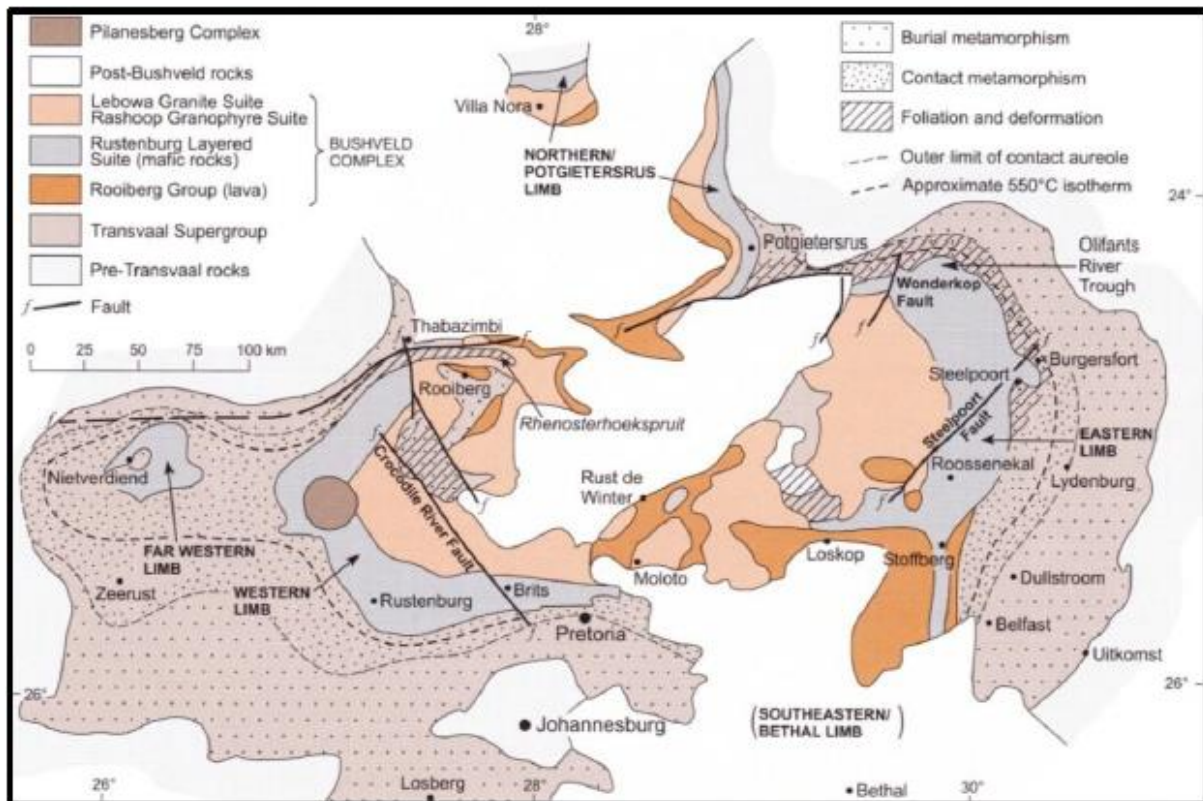 Pilanesberg Complex
Post-Bushveld rocks
Lebowa Granite Suite
Rashoop Granophyre Suite
Rustenburg Layered
Suite (mafic rocks)
Rooiberg Group (lava)
BUSHVELD
COMPLEX
Transvaal Supergroup
Pre-Transvaal rocks
f Fault
0 25 50 75 100 km
28°
Villa Nora
NORTHERN/
POTGIETERSRUS
LIMB
Burial metamorphism
Contact metamorphism
Foliation and deformation
Outer limit of contact aureole
Approximate 550°C isotherm
24°
Potgietersrus
Olifants
River
Trough
Wonderkop
Fault
f
f
f
Thabazimbi
f
Rooiberg
Rhenosterhoekspruit
Burgersfort
Steelpoort
Steelpoort
Fault
f
f
EASTERN
LIMB
Lydenburg
Roossenekal
f
Nietverdiend
FAR WESTERN
LIMB
Zeerust
WESTERN
LIMB
Rustenburg
f
Crocodile River Fault
f
Brits
f
Pretoria
Rust de
Winter
Moloto
Loskop
Stoffberg
Dullstroom
Belfast
Uitkomst
26°
26°
Johannesburg
(SOUTHEASTERN/
BETHAL LIMB)
26°
Losberg
28°
Bethal
30°